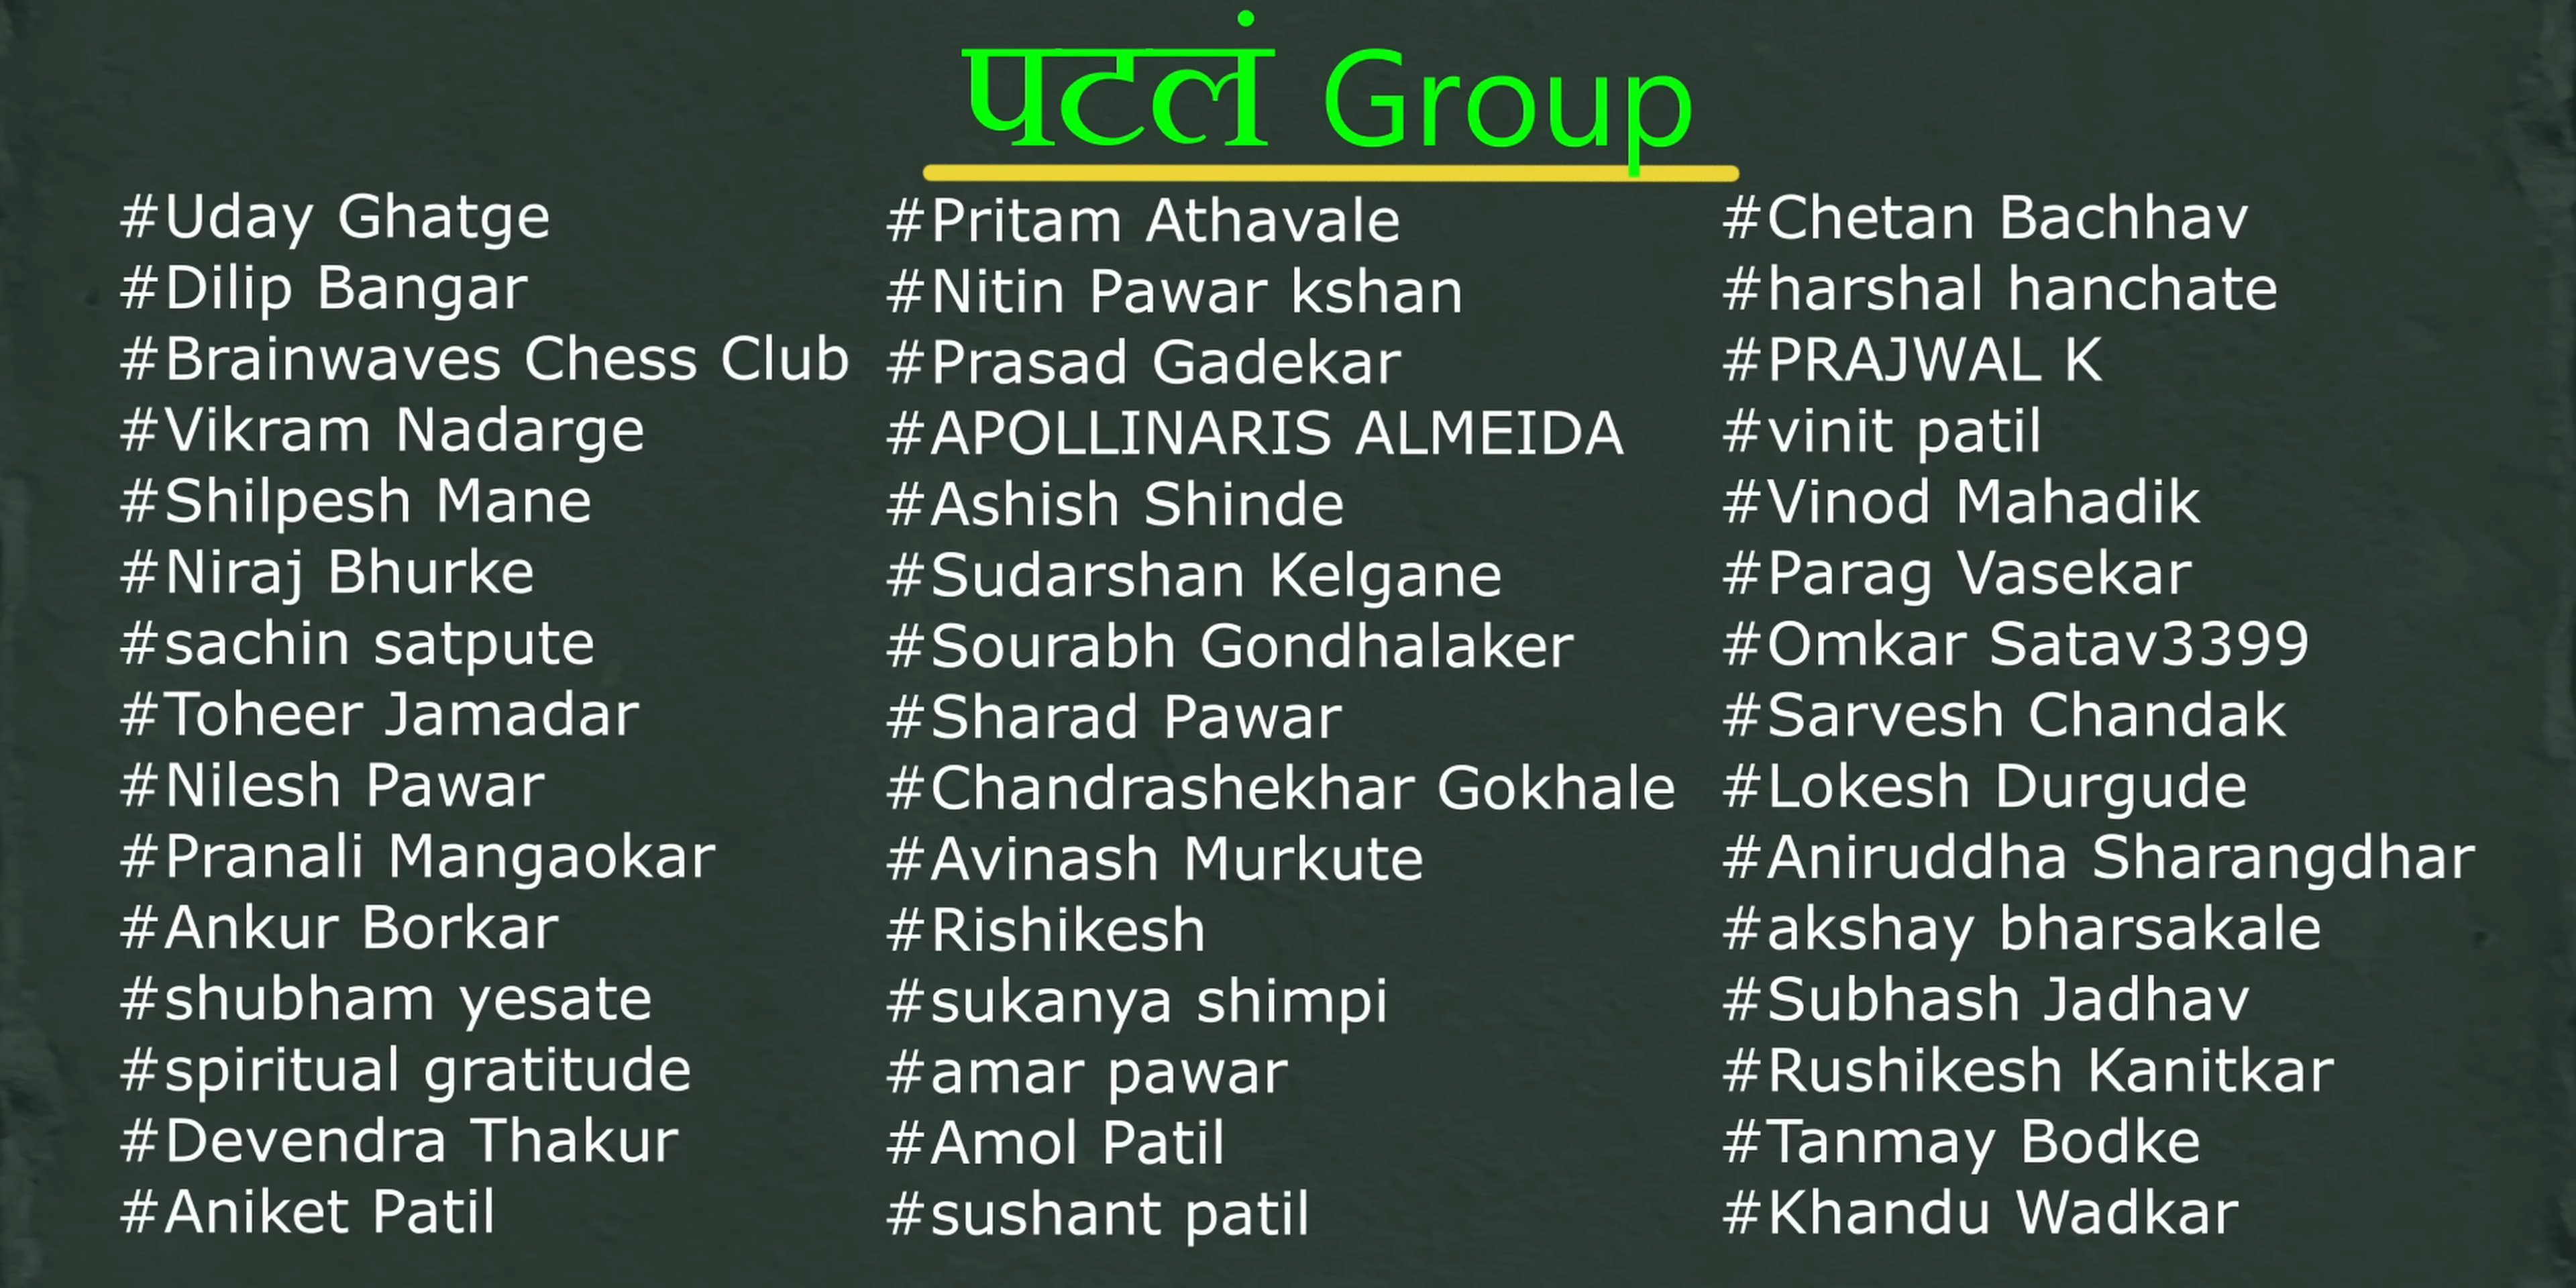 पटलं Group
#Uday Ghatge
#Dilip Bangar
#Brainwaves Chess Club
#Vikram Nadarge
#Shilpesh Mane
#Niraj Bhurke
#sachin satpute
#Toheer Jamadar
#Nilesh Pawar
#Pranali Mangaokar
#Ankur Borkar
#shubham yesate
#spiritual gratitude
#Devendra Thakur
#Aniket Patil
#Pritam Athavale
#Nitin Pawar kshan
#Prasad Gadekar
#APOLLINARIS ALMEIDA
#Ashish Shinde
#Sudarshan Kelgane
#Sourabh Gondhalaker
#Sharad Pawar
#Chandrashekhar Gokhale
#Avinash Murkute
#Rishikesh
#sukanya shimpi
#amar pawar
#Amol Patil
#sushant patil
#Chetan Bachhav
#harshal hanchate
#PRAJWAL K
#vinit patil
#Vinod Mahadik
#Parag Vasekar
#Omkar Satav3399
#Sarvesh Chandak
#Lokesh Durgude
#Aniruddha Sharangdhar
#akshay bharsakale
#Subhash Jadhav
#Rushikesh Kanitkar
#Tanmay Bodke
#Khandu Wadkar